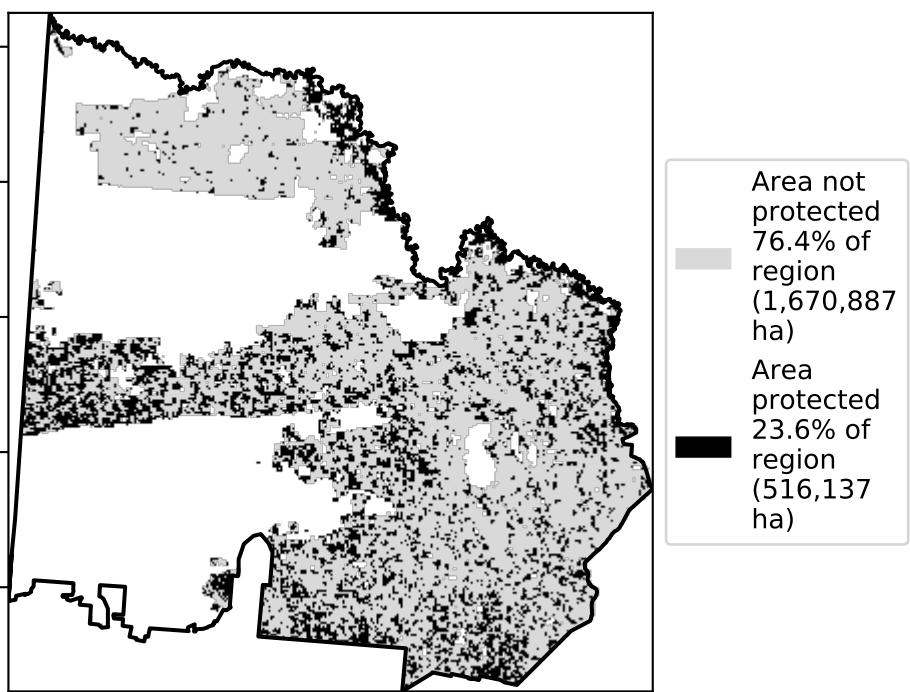 Area not
protected
76.4% of
region
(1,670,887
ha)
Area
protected
23.6% of
region
(516,137
ha)